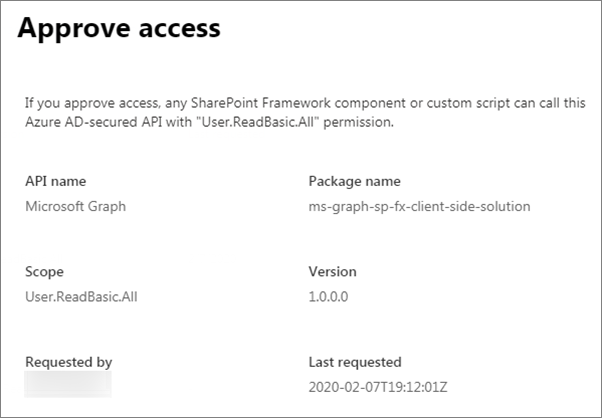 Approve access
If you approve access, any SharePoint Framework component or custom script can call this
Azure AD-secured API with "User.ReadBasic.All" permission.
API name
Microsoft Graph
Package name
ms-graph-sp-fx-client-side-solution
Scope
User.ReadBasic.All
Version
1.0.0.0
Requested by
Last requested
2020-02-07T19:12:01Z